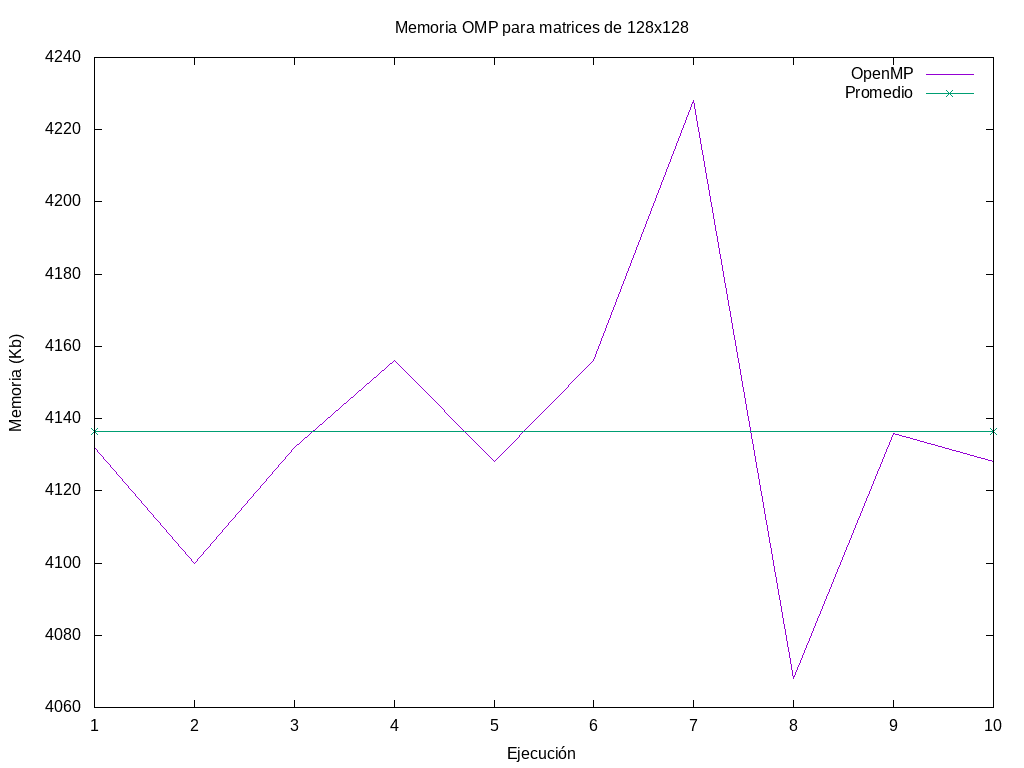 Memoria OMP para matrices de 128x128
OpenMP
Promedio
4240
4220
4200
4180
4160
4140
4120
4100
4080
4060
Memoria (Kb)
1 2 3 4 5 6 7 8 9 10
Ejecución